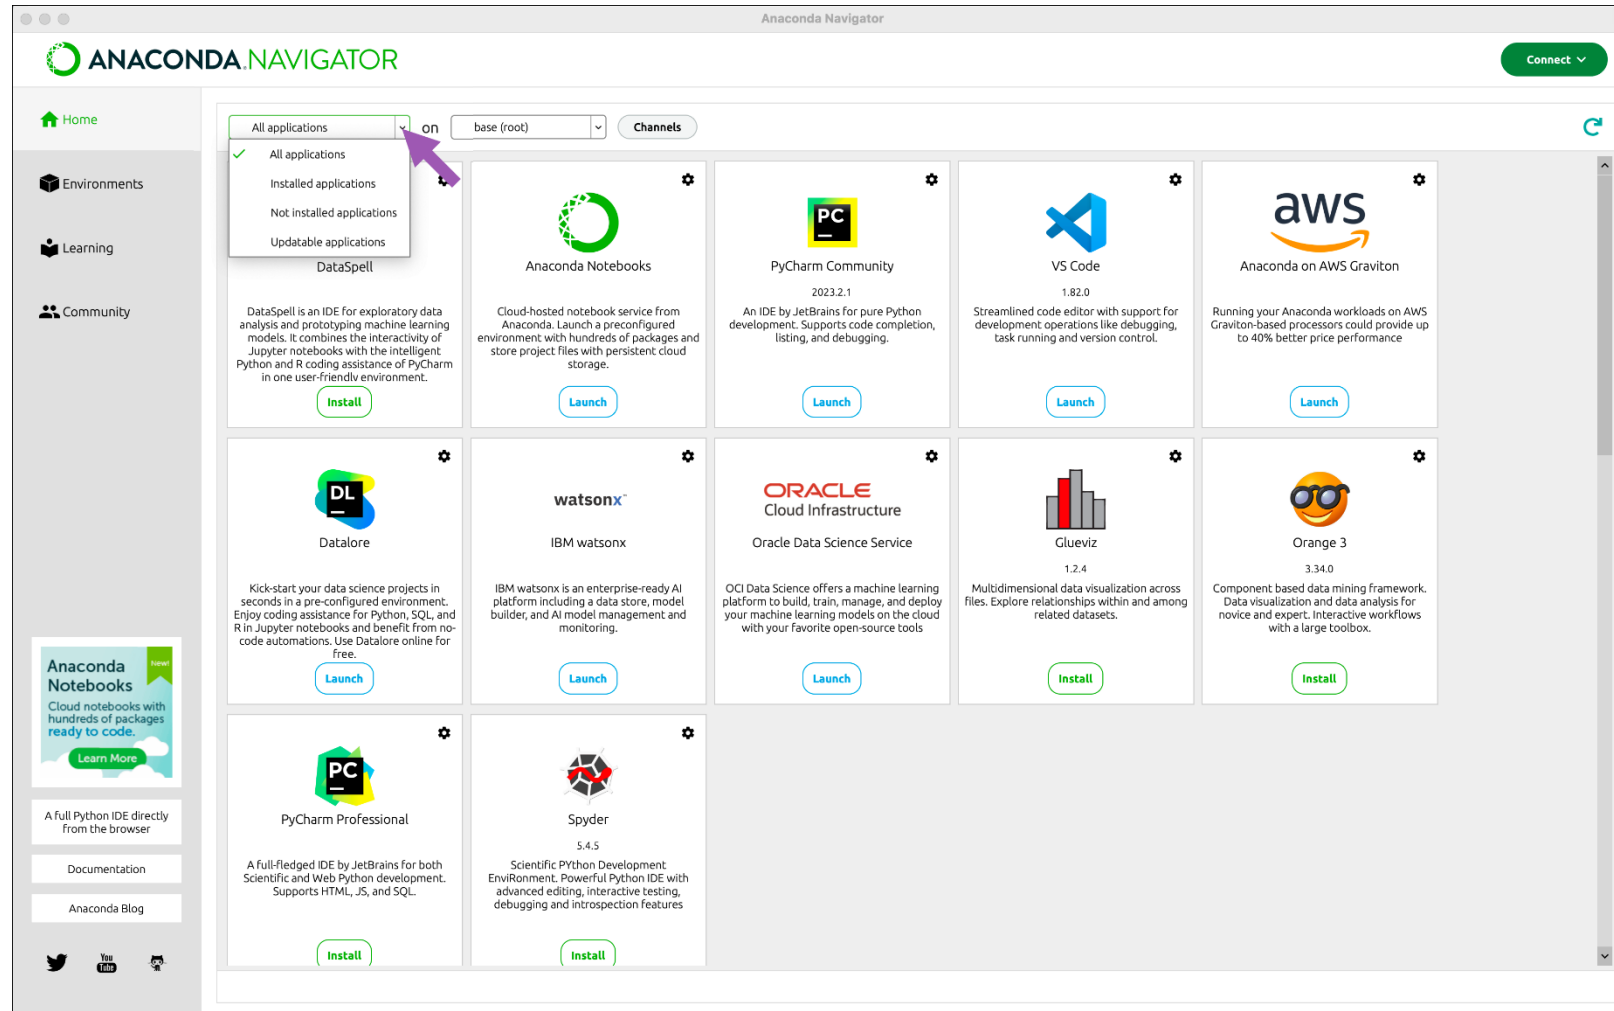 Anaconda Navigator
ANACONDA.NAVIGATOR
Connect
Home
Environments
Learning
Community
All applications
on
base (root)
Channels
All applications
Installed applications
Not installed applications
Updatable applications
DataSpell
DataSpell is an IDE for exploratory data
analysis and prototyping machine learning
models. It combines the interactivity of
Jupyter notebooks with the intelligent
Python and R coding assistance of PyCharm
in one user-friendly environment.
Install
Anaconda Notebooks
Cloud-hosted notebook service from
Anaconda. Launch a preconfigured
environment with hundreds of packages and
store project files with persistent cloud
storage.
Launch
PC
PyCharm Community
2023.2.1
An IDE by JetBrains for pure Python
development. Supports code completion,
listing, and debugging.
Launch
VS Code
1.82.0
Streamlined code editor with support for
development operations like debugging,
task running and version control.
Launch
aws
Anaconda on AWS Graviton
Running your Anaconda workloads on AWS
Graviton-based processors could provide up
to 40% better price performance
Launch
DL
Datalore
Kick-start your data science projects in
seconds in a pre-configured environment.
Enjoy coding assistance for Python, SQL, and
R in Jupyter notebooks and benefit from no-
code automations. Use Datalore online for
free.
Launch
watsonx™
IBM watsonx
IBM watsonx is an enterprise-ready AI
platform including a data store, model
builder, and AI model management and
monitoring.
Launch
ORACLE
Cloud Infrastructure
Oracle Data Science Service
OCI Data Science offers a machine learning
platform to build, train, manage, and deploy
your machine learning models on the cloud
with your favorite open-source tools
Launch
Glueviz
1.2.4
Multidimensional data visualization across
files. Explore relationships within and among
related datasets.
Install
Orange 3
3.34.0
Component based data mining framework.
Data visualization and data analysis for
novice and expert. Interactive workflows
with a large toolbox.
Install
PC
PyCharm Professional
A full-fledged IDE by JetBrains for both
Scientific and Web Python development.
Supports HTML, JS, and SQL.
Install
Spyder
5.4.5
Scientific PYthon Development
EnviRonment. Powerful Python IDE with
advanced editing, interactive testing,
debugging and introspection features
Install
New!
Anaconda
Notebooks
Cloud notebooks with
hundreds of packages
ready to code.
Learn More
A full Python IDE directly
from the browser
Documentation
Anaconda Blog
You
Tube